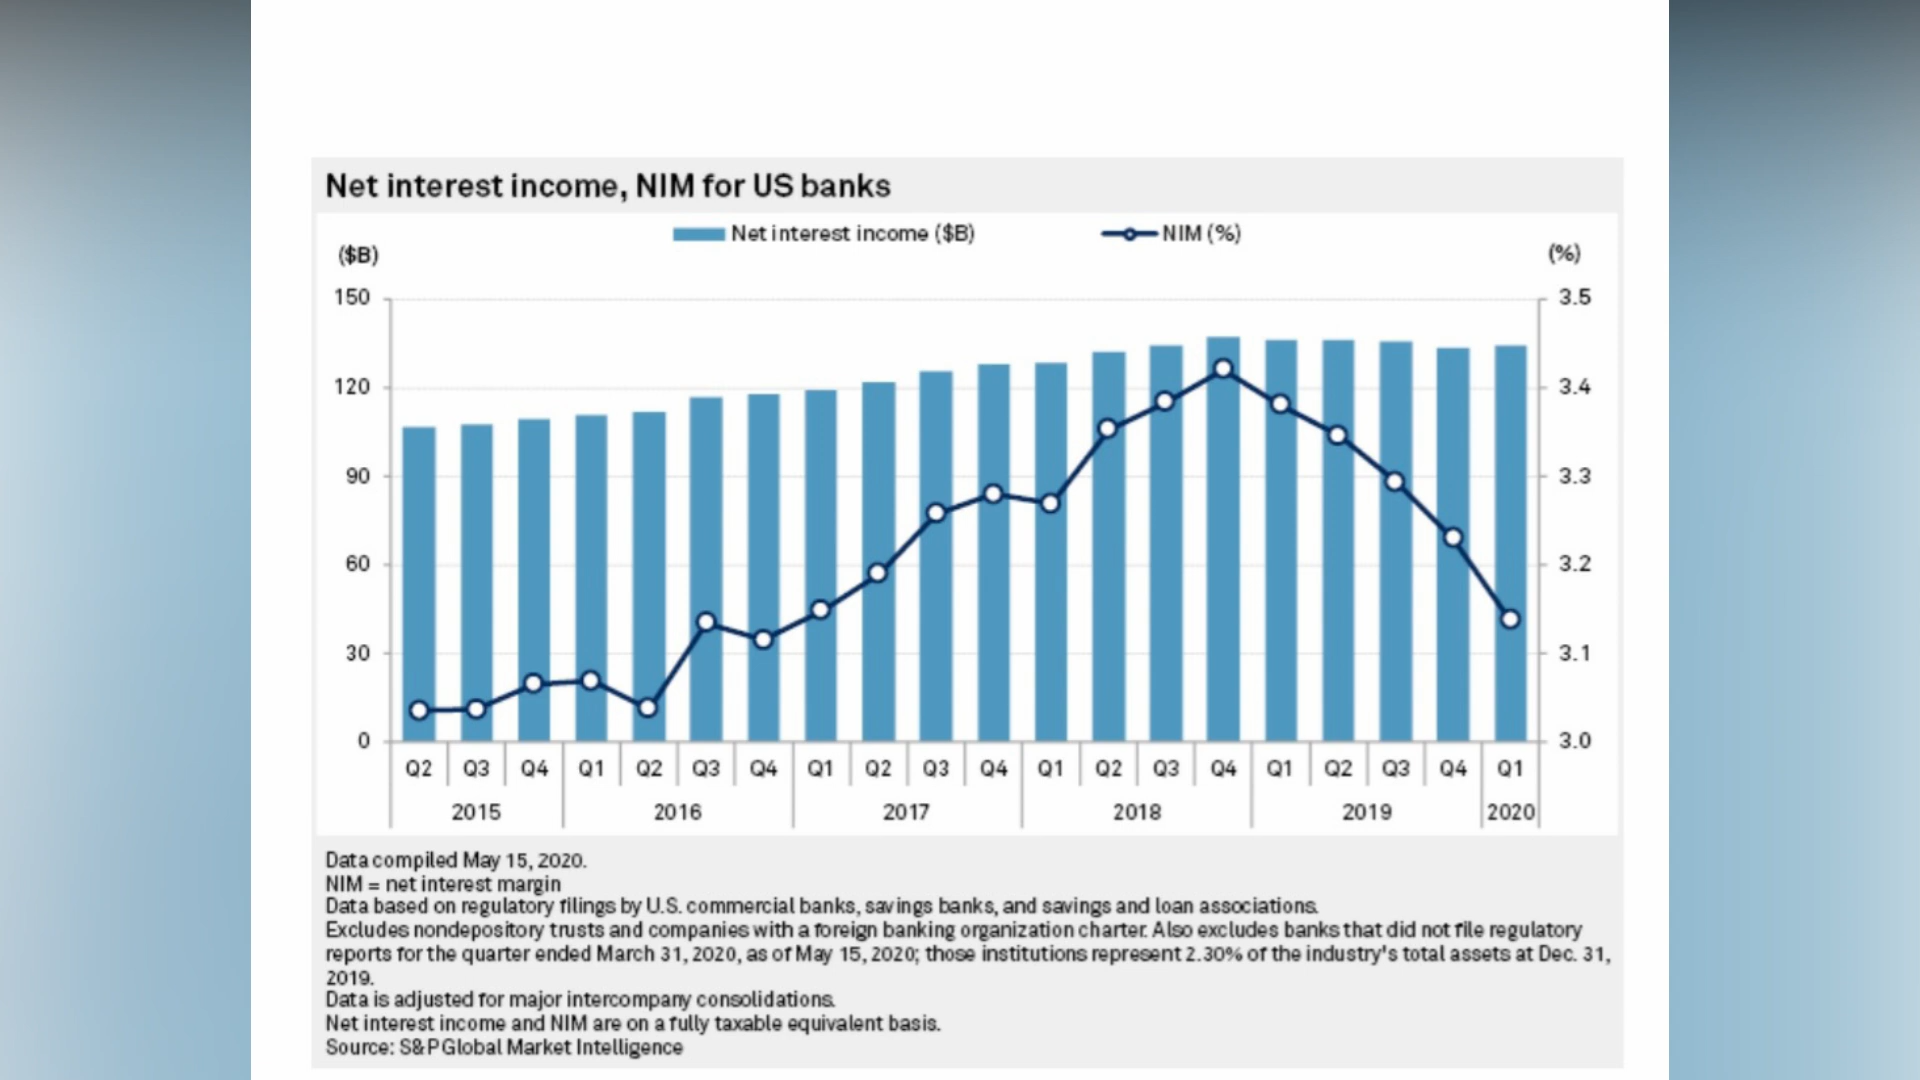 Net interest income, NIM for US banks
Net interest income ($B) NIM (%)
($B) (%)
150 3.5
120 3.4
90 3.3
60 3.2
30 3.1
0 3.0
Q2 Q3 Q4 Q1 Q2 Q3 Q4 Q1 Q2 Q3 Q4 Q1 Q2 Q3 Q4 Q1 Q2 Q3 Q4 Q1
2015 2016 2017 2018 2019 2020
Data compiled May 15, 2020.
NIM = net interest margin
Data based on regulatory filings by U.S. commercial banks, savings banks, and savings and loan associations.
Excludes nondepository trusts and companies with a foreign banking organization charter. Also excludes banks that did not file regulatory
reports for the quarter ended March 31, 2020, as of May 15, 2020; those institutions represent 2.30% of the industry's total assets at Dec. 31,
2019.
Data is adjusted for major intercompany consolidations.
Net interest income and NIM are on a fully taxable equivalent basis.
Source: S&P Global Market Intelligence